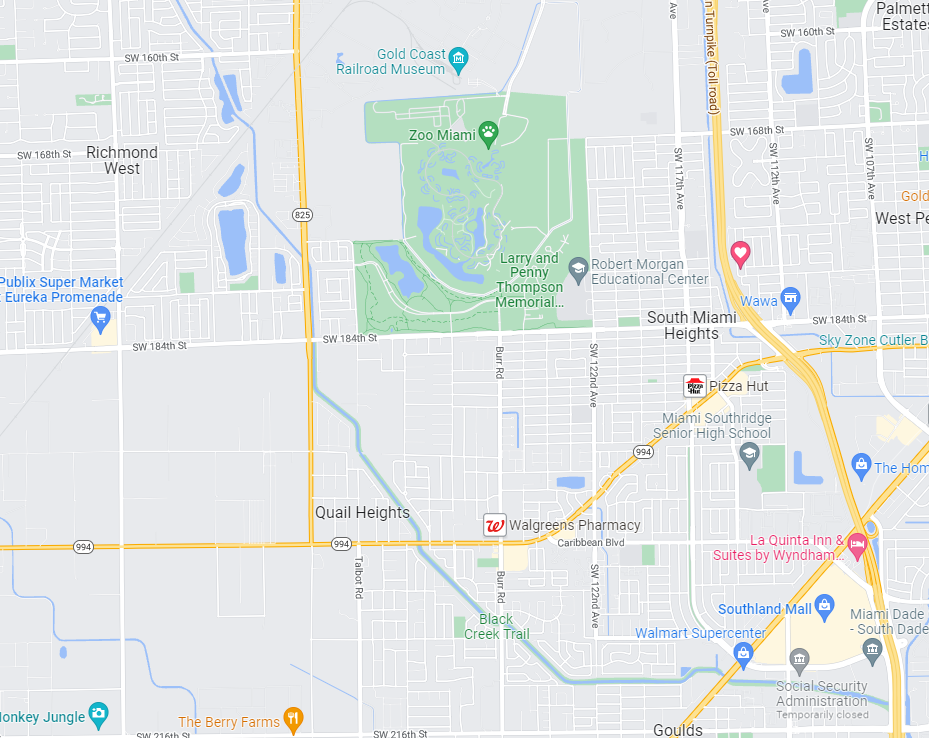 Palmett
Estates
SW 160th St
SW 160th St
Gold Coast
Railroad Museum
n Turnpike (Toll road)
Ave
Zoo Miami
SW 168th St
SW 168th St
Richmond
West
SW 117th Ave
SW 112th Ave
SW 107th Ave
H
Gold
West Pe
825
Larry and
Penny
Thompson
Memorial...
Robert Morgan
Educational Center
Publix Super Market
t Eureka Promenade
Wawa
South Miami
Heights
SW 184th St
SW 184th St
SW 184th St
Sky Zone Cutler B
Burr Rd
SW 122nd Ave
Pizza
Hut
Pizza Hut
Miami Southridge
Senior High School
994
The Hom
Quail Heights
W
Walgreens Pharmacy
Caribbean Blvd
994
994
La Quinta Inn &
Suites by Wyndham...
Talbot Rd
Burr Rd
SW 122nd Ave
Southland Mall
Black
Creek Trail
Miami Dade
- South Dade
Walmart Supercenter
Social Security
Administration
Temporarily closed
Monkey Jungle
The Berry Farms
SW 216th St
SW 216th St
Goulds